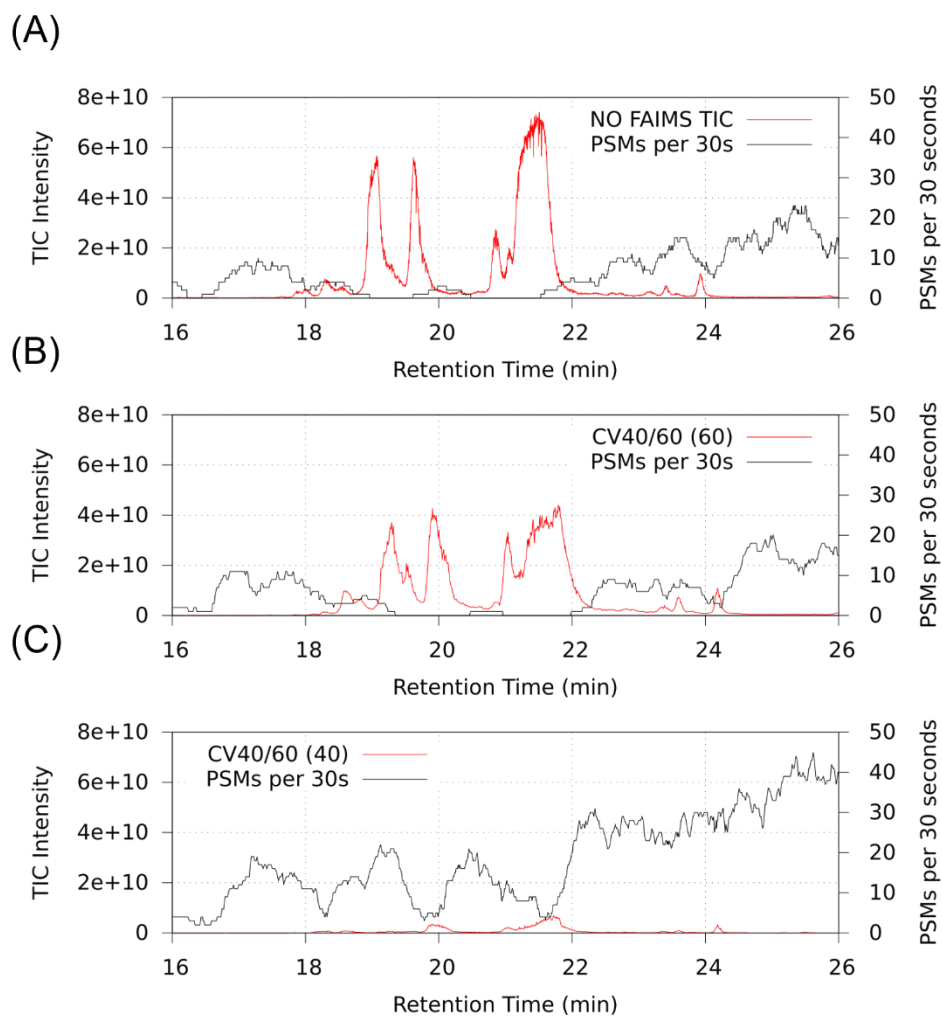 (A)
8e+10
6e+10
4e+10
2e+10
0
TIC Intensity
NO FAIMS TIC
PSMs per 30s
50
40
30
20
10
0
PSMs per 30 seconds
16 18 20 22 24 26
Retention Time (min)
(B)
8e+10
6e+10
4e+10
2e+10
0
TIC Intensity
CV40/60 (60)
PSMs per 30s
50
40
30
20
10
0
PSMs per 30 seconds
16 18 20 22 24 26
Retention Time (min)
(C)
8e+10
6e+10
4e+10
2e+10
0
TIC Intensity
CV40/60 (40)
PSMs per 30s
50
40
30
20
10
0
PSMs per 30 seconds
16 18 20 22 24 26
Retention Time (min)